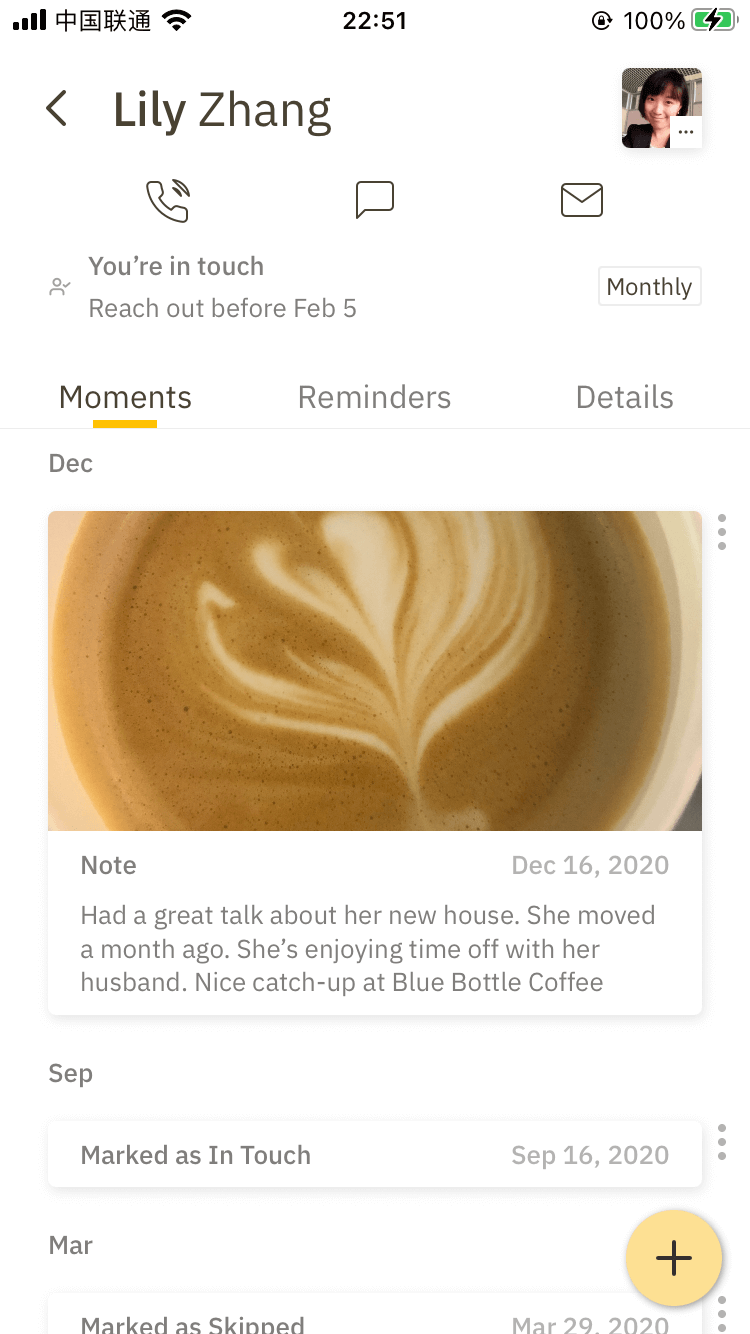 中国联通 22:51 100%
Lily Zhang
You’re in touch
Reach out before Feb 5
Monthly
Moments Reminders Details
Dec
Note Dec 16, 2020
Had a great talk about her new house. She moved
a month ago. She’s enjoying time off with her
husband. Nice catch-up at Blue Bottle Coffee
Sep
Marked as In Touch Sep 16, 2020
Mar
Marked as Skipped Mar 29, 2020